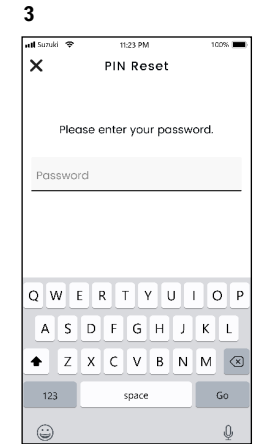 3
Suzuki 11:23 PM 100%
PIN Reset
Please enter your password.
Password
Q W E R T Y U I O P
A S D F G H J K L
Z X C V B N M
123 space Go